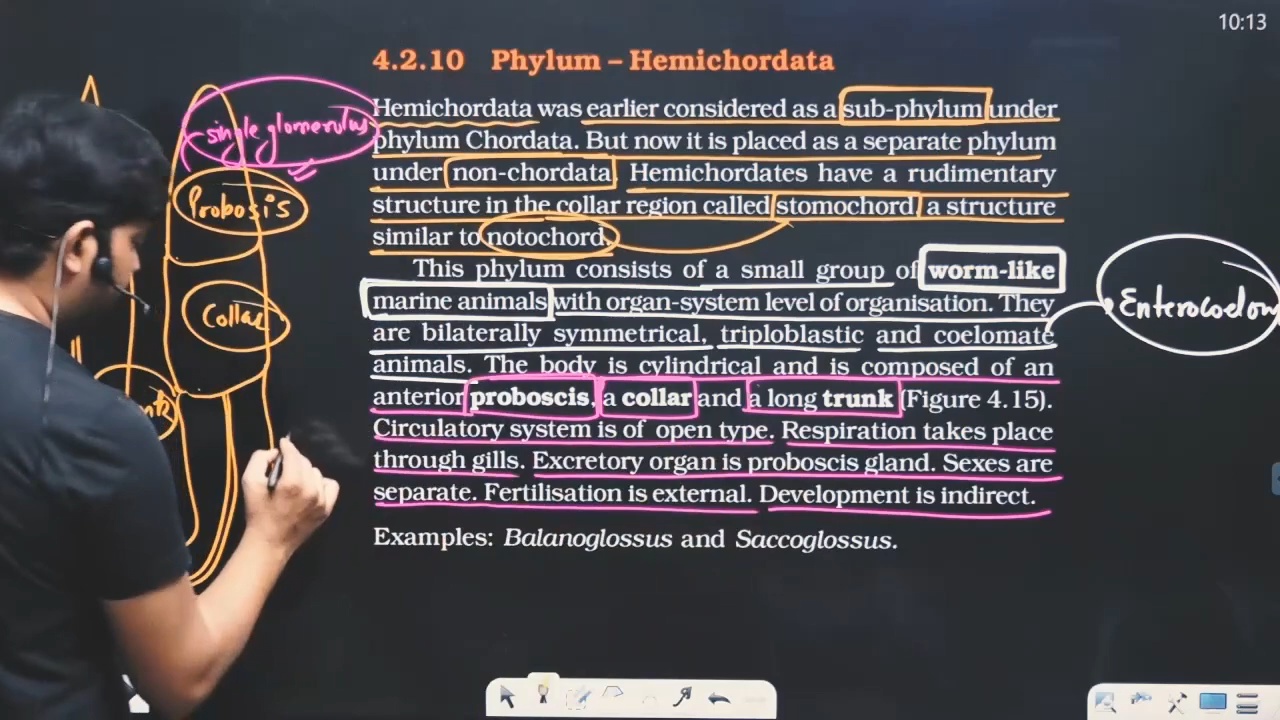 10:13
4.2.10 Phylum – Hemichordata
Hemichordata was earlier considered as a sub-phylum under
phylum Chordata. But now it is placed as a separate phylum
under non-chordata. Hemichordates have a rudimentary
structure in the collar region called stomochord, a structure
similar to notochord.
This phylum consists of a small group of worm-like
marine animals with organ-system level of organisation. They
are bilaterally symmetrical, triploblastic and coelomate
animals. The body is cylindrical and is composed of an
anterior proboscis, a collar and a long trunk (Figure 4.15).
Circulatory system is of open type. Respiration takes place
through gills. Excretory organ is proboscis gland. Sexes are
separate. Fertilisation is external. Development is indirect.
Examples: Balanoglossus and Saccoglossus.
single glomerulus
Probosis
Collar
Enterocoelom